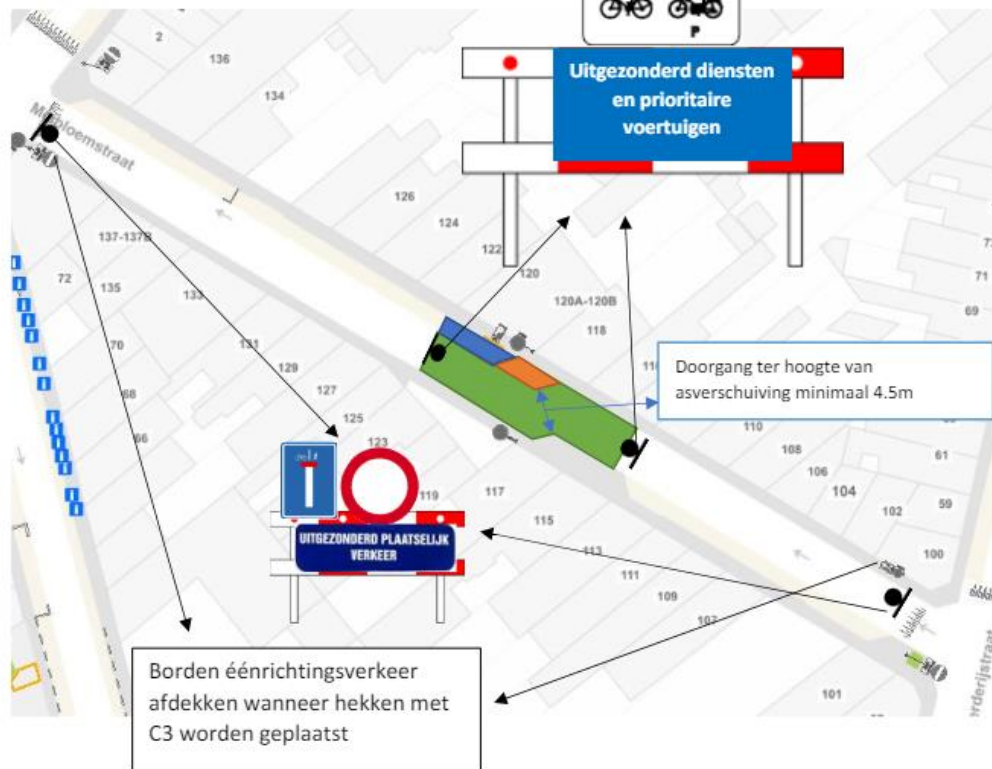 P
Uitgezonderd diensten
en prioritaire
voertuigen
2
136
134
126
124
122
120
120A-120B
118
71
69
137-137B
72
135
133
70
131
129
68
127
125
66
123
Doorgang ter hoogte van
asverschuiving minimaal 4.5m
110
108
61
106
104
59
102
100
119
117
115
113
111
109
107
101
UITGEZONDERD PLAATSELIJK
VERKEER
Borden éénrichtingsverkeer
afdekken wanneer hekken met
C3 worden geplaatst